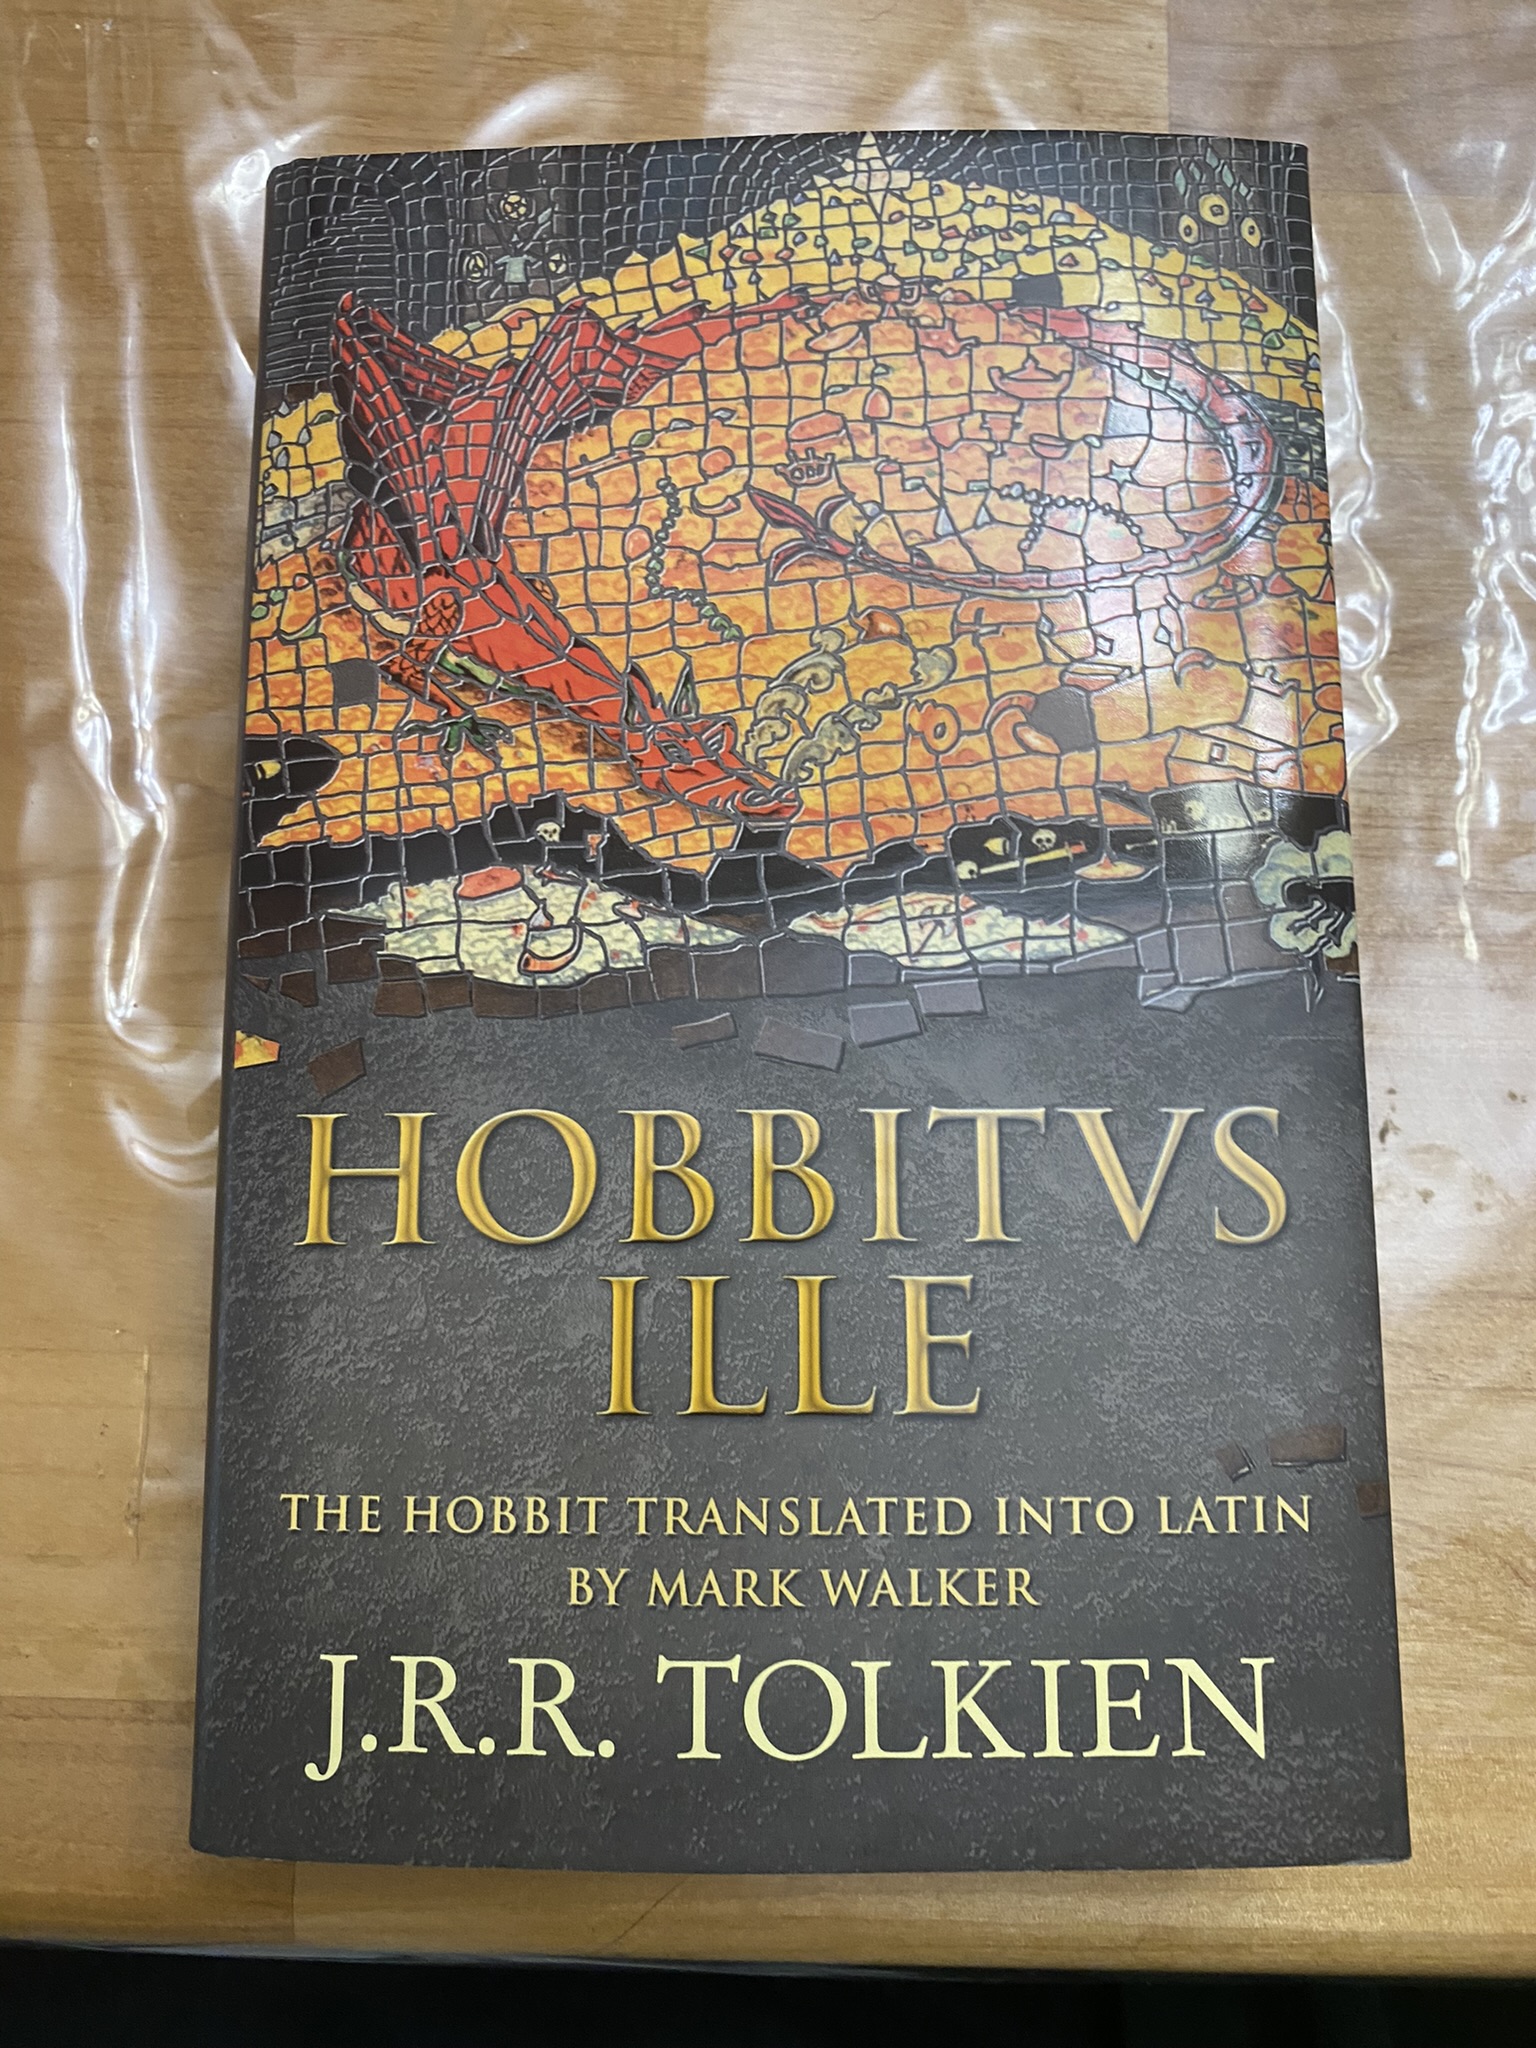 HOBBITVS
ILLE
THE HOBBIT TRANSLATED INTO LATIN
BY MARK WALKER
J.R.R. TOLKIEN